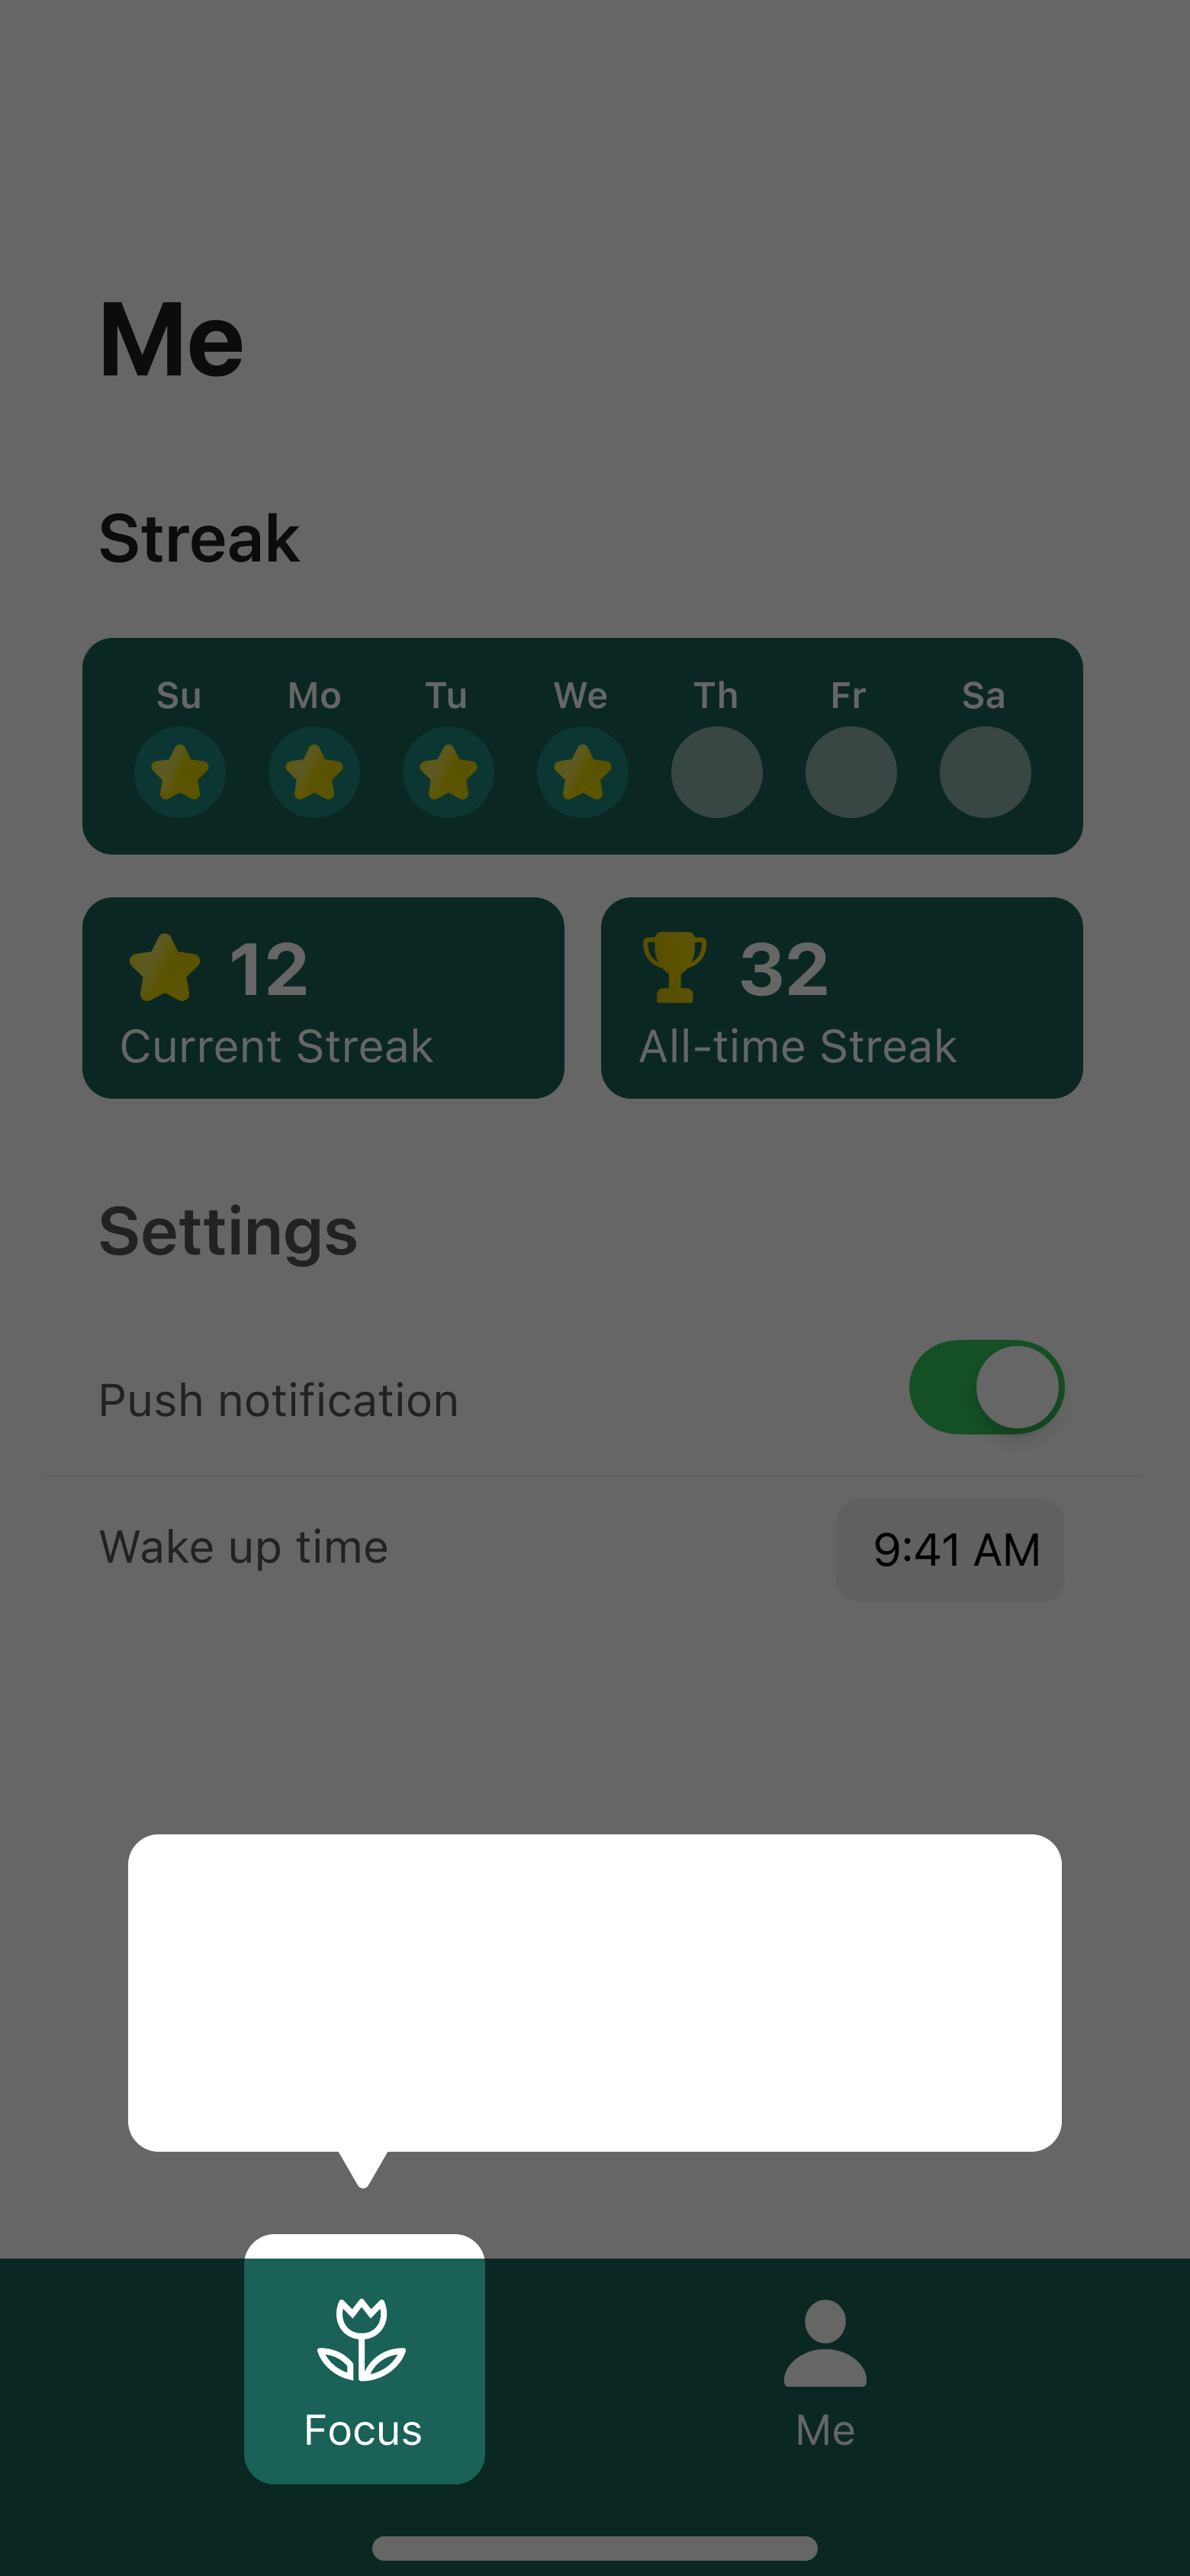 Me
Streak
Su Mo Tu We Th Fr Sa
12 32
Current Streak All-time Streak
Settings
Push notification
Wake up time 9:41 AM
Focus Me